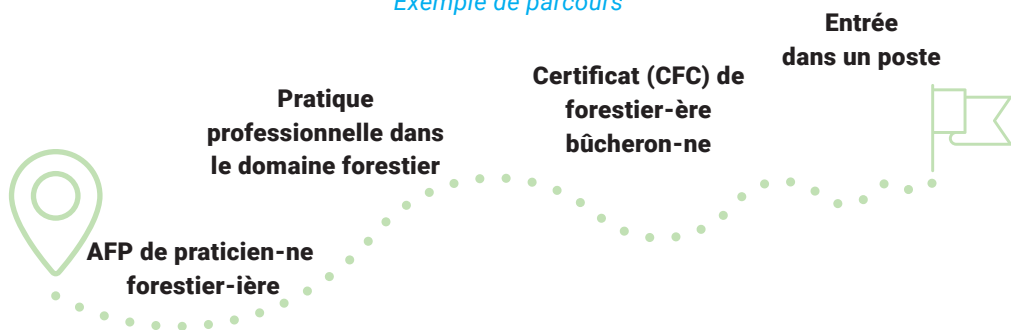 Exemple de parcours
Entrée
dans un poste
Certificat (CFC) de
forestier-ère
bûcheron-ne
Pratique
professionnelle dans
le domaine forestier
AFP de praticien-ne
forestier-ière